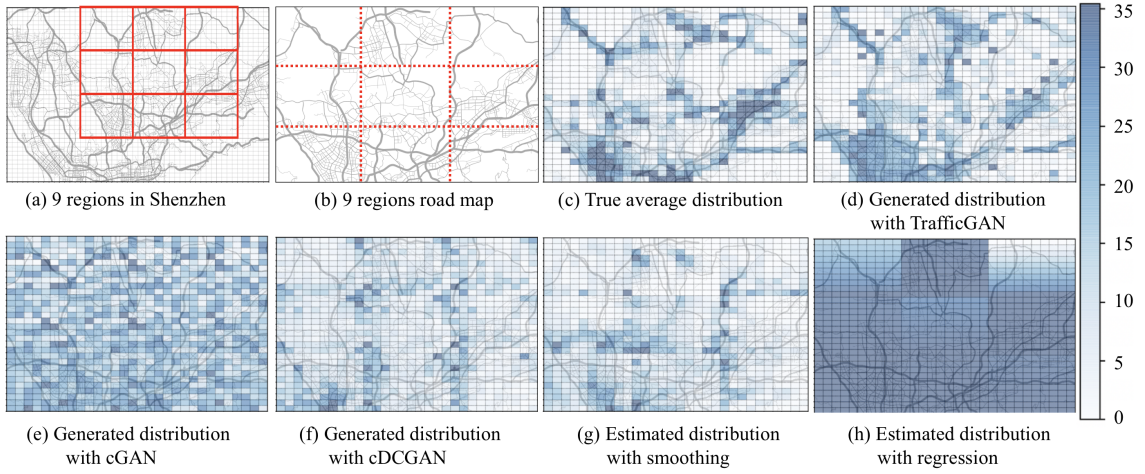 (a) 9 regions in Shenzhen
(b) 9 regions road map
(c) True average distribution
(d) Generated distribution
with TrafficGAN
35
30
25
20
15
10
5
0
(e) Generated distribution
with cGAN
(f) Generated distribution
with cDCGAN
(g) Estimated distribution
with smoothing
(h) Estimated distribution
with regression